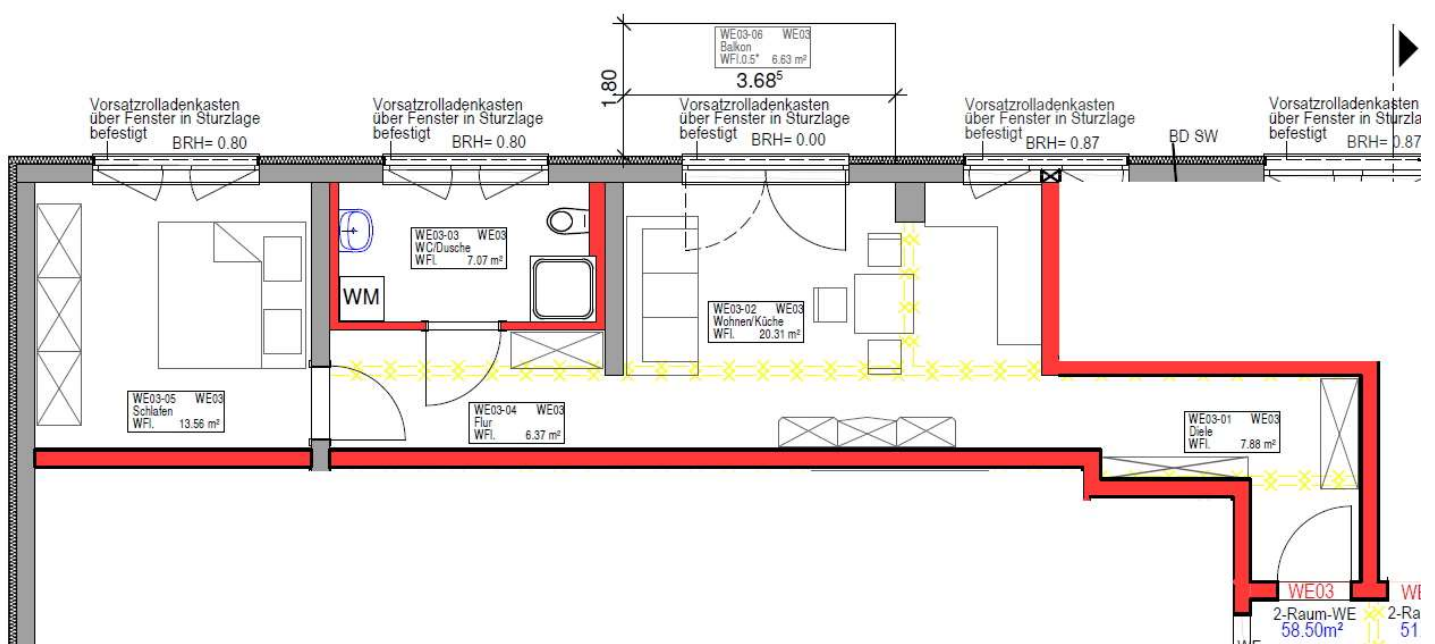 WE03-06 WE03
Balkon
WFl.0.5* 6.63 m²
3.68⁵
1.80
Vorsatzrolladenkasten
über Fenster in Sturzlage
befestigt
BRH= 0.80
Vorsatzrolladenkasten
über Fenster in Sturzlage
befestigt
BRH= 0.80
Vorsatzrolladenkasten
über Fenster in Sturzlage
befestigt
BRH= 0.00
Vorsatzrolladenkasten
über Fenster in Sturzlage
befestigt
BRH= 0.87
BD SW
Vorsatzrolladenkasten
über Fenster in Sturzla
befestigt
BRH= 0.87
WE03-03 WE03
WC/Dusche
WFl. 7.07 m²
WM
WE03-02 WE03
Wohnen/Küche
WFl. 20.31 m²
WE03-05 WE03
Schlafen
WFl. 13.56 m²
WE03-04 WE03
Flur
WFl. 6.37 m²
WE03-01 WE03
Diele
WFl. 7.88 m²
WE03
2-Raum-WE
58.50m²
WE
2-Ra
51